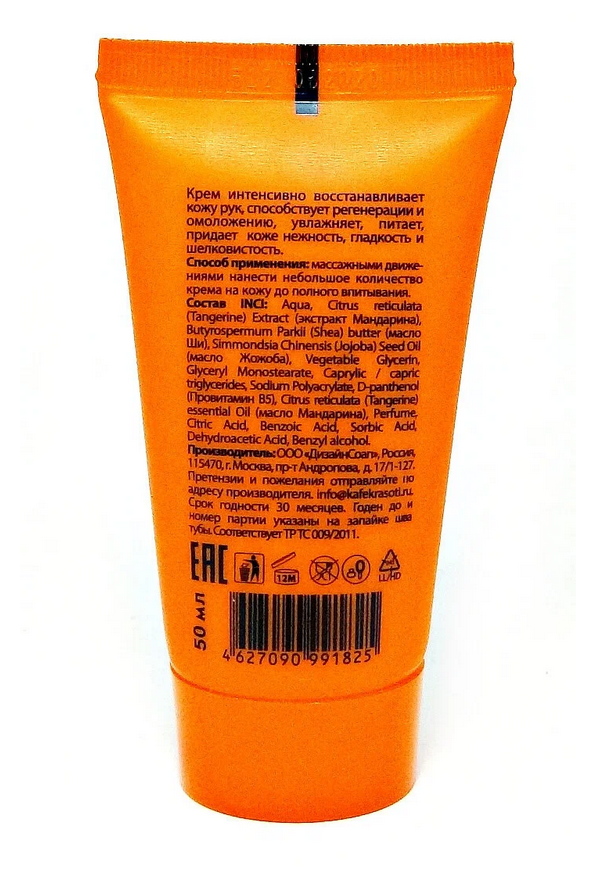 Крем интенсивно восстанавливает
кожу рук, способствует регенерации и
омоложению, увлажняет, питает,
придает коже нежность, гладкость и
шелковистость.
Способ применения: массажными движе-
ниями нанести небольшое количество
крема на кожу до полного впитывания.
Состав INCI: Aqua, Citrus reticulata
(Tangerine) Extract (экстракт Мандарина),
Butyrospermum Parkii (Shea) butter (масло
Ши), Simmondsia Chinensis (Jojoba) Seed Oil
(масло Жожоба), Vegetable Glycerin,
Glyceryl Monostearate, Caprylic / capric
triglycerides, Sodium Polyacrylate, D-panthenol
(Провитамин B5), Citrus reticulata (Tangerine)
essential Oil (масло Мандарина), Perfume,
Citric Acid, Benzoic Acid, Sorbic Acid,
Dehydroacetic Acid, Benzyl alcohol.
Производитель: ООО «ДизайнСоап», Россия,
115470, г. Москва, пр-т Андропова, д. 17/1-127.
Претензии и пожелания отправляйте по
адресу производителя. info@kafekrasoti.ru.
Срок годности 30 месяцев. Годен до и
номер партии указаны на запайке шва
тубы. Соответствует ТР ТС 009/2011.
EAC
12M
LL/HD
50 мл
4 627090 991825